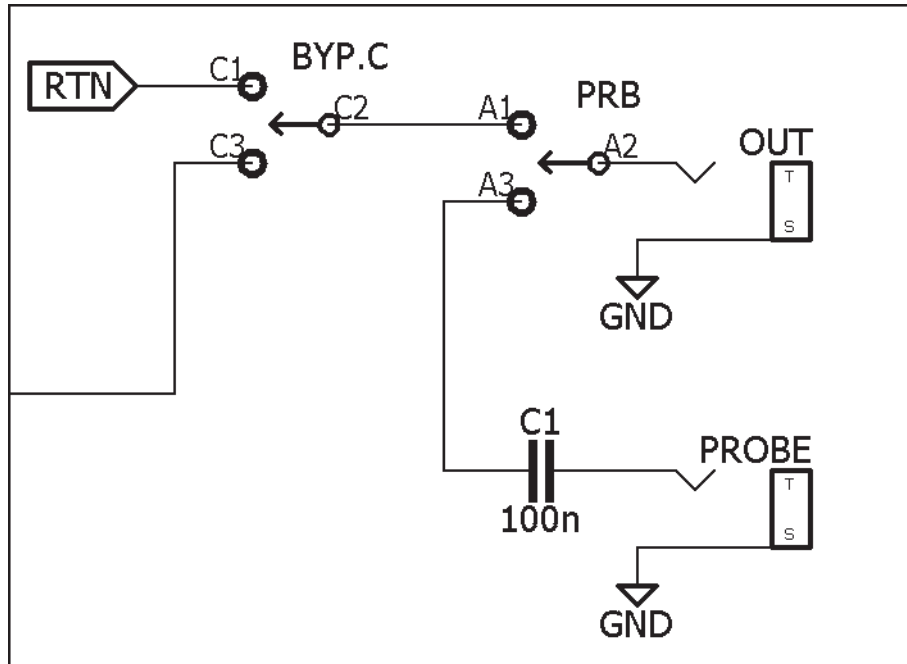 BYP.C
C1
RTN
PRB
C2
A1
C3
A2
OUT
A3
T
S
GND
C1
PROBE
T
100n
S
GND